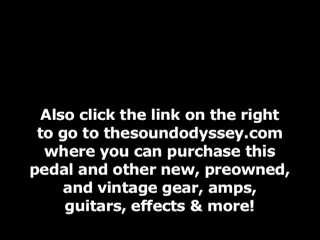 Also click the link on the right
to go to thesoundodyssey.com
where you can purchase this
pedal and other new, preowned,
and vintage gear, amps,
guitars, effects & more!